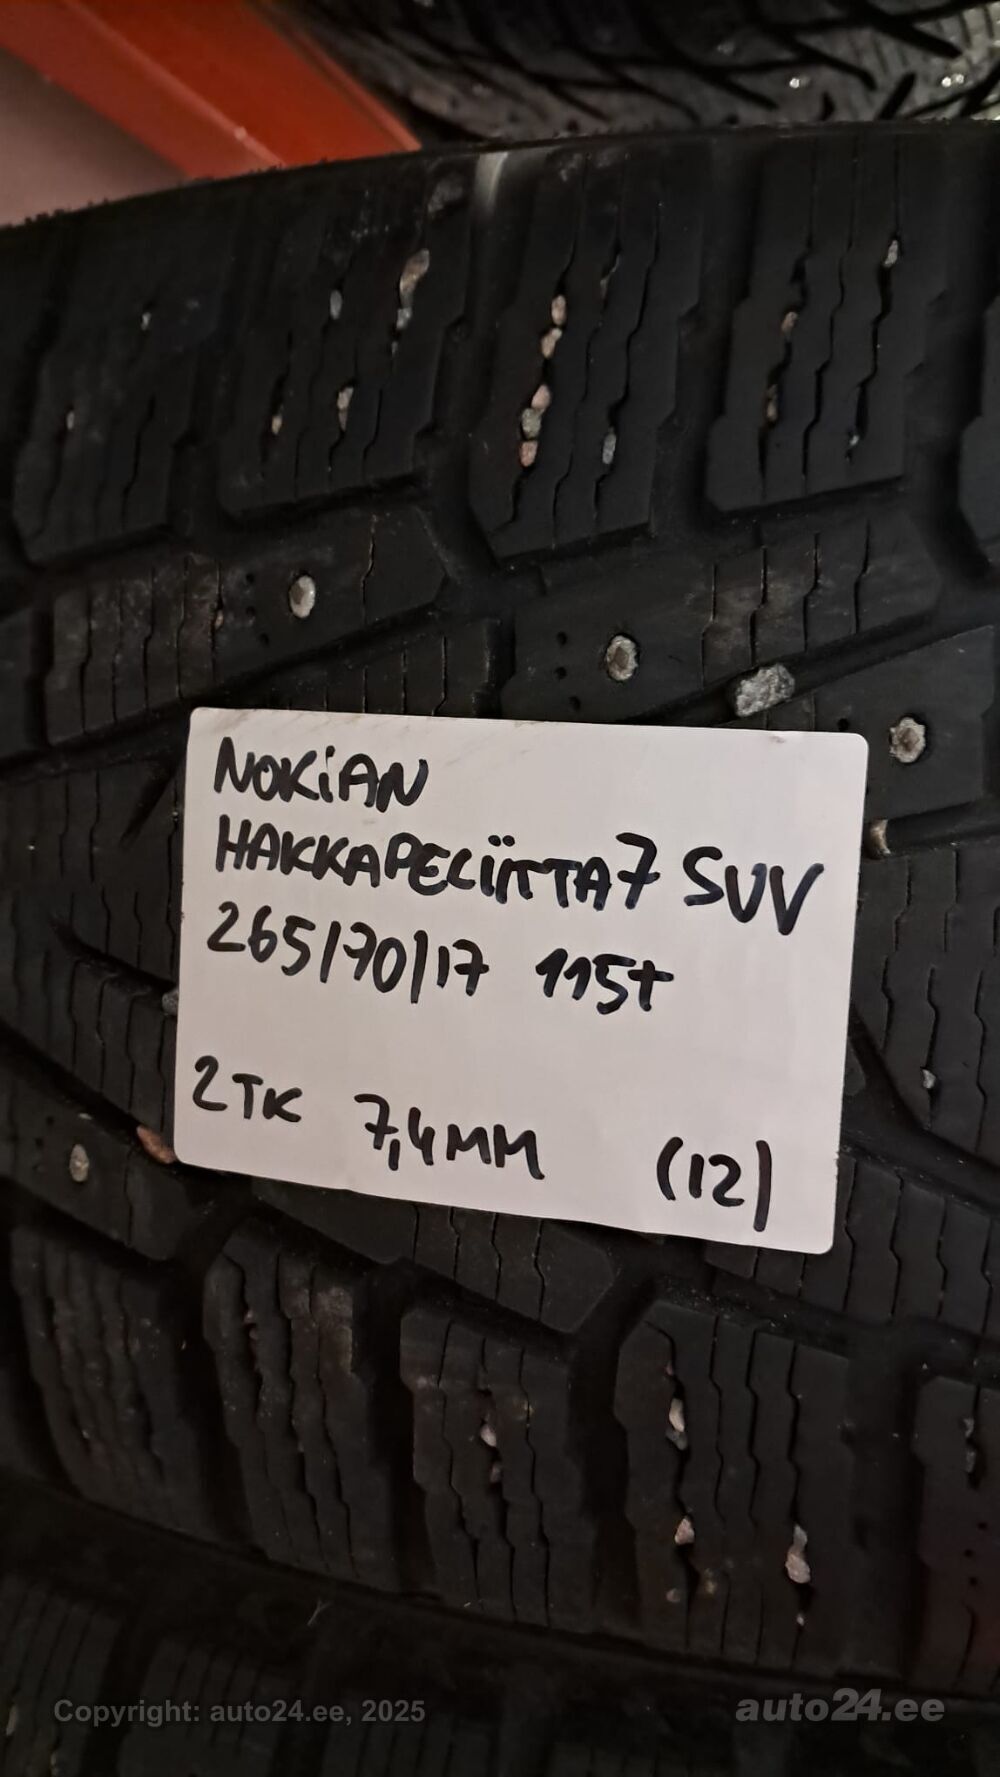 NOKiAN
HAKKAPELiiTTA7 SUV
265/70/17 115T
2TK 7,4MM (12)
Copyright: auto24.ee, 2025
auto24.ee